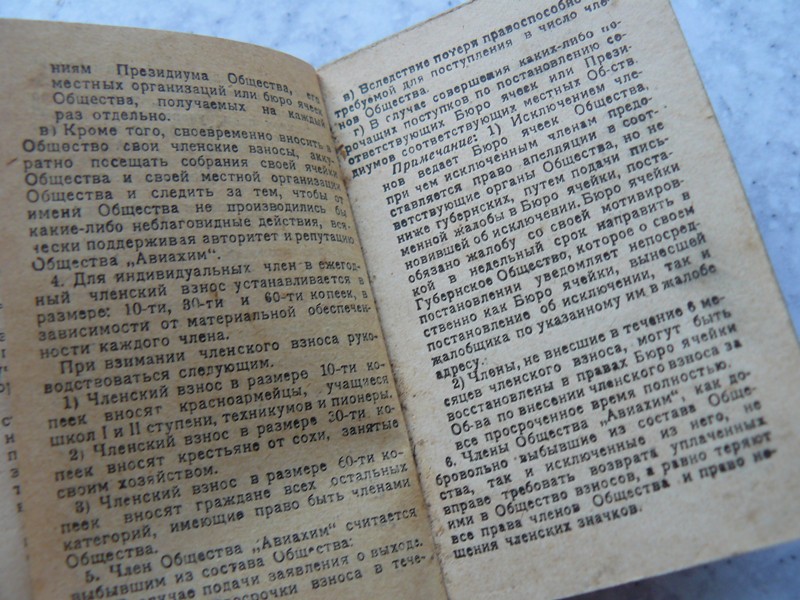 ниям Президиума Общества, его
местных организаций или бюро ячеек
Общества, получаемых на каждый
раз отдельно.
в) Кроме того, своевременно вносить в
Общество свои членские взносы, акку-
ратно посещать собрания своей ячейки
Общества и своей местной организации
Общества и следить за тем, чтобы от
имени Общества не производились бы
какие-либо неблаговидные действия, вся-
чески поддерживая авторитет и репутацию
Общества „Авиахим“.
4. Для индивидуальных член в ежегод-
ный членский взнос устанавливается в
размере: 10-ти, 30-ти и 60-ти копеек, в
зависимости от материальной обеспечен-
ности каждого члена.
При взимании членского взноса руко-
водствоваться следующим.
1) Членский взнос в размере 10-ти ко-
пеек вносят красноармейцы, учащиеся
школ I и II ступени, техникумов и пионеры.
2) Членский взнос в размере 30-ти ко-
пеек вносят крестьяне от сохи, занятые
своим хозяйством.
3) Членский взнос в размере 60-ти ко-
пеек вносят граждане всех остальных
категорий, имеющие право быть членами
Общества.
5. Член Общества „Авиахим“ считается
выбывшим из состава Общества:
случае подачи заявления о выходе.
срочки взноса в тече-
в) Вследствие потери правоспособно
требуемой для поступления в число чле-
нов Общества.
г) В случае совершения каких-либо по-
рочащих поступков по постановлению со-
ответствующих Бюро ячеек или Прези-
диумов соответствующих местных Об-ств.
Примечание: 1) Исключением чле-
нов ведает Бюро ячеек Общества,
при чем исключенным членам предо-
ставляется право апелляции в соот-
ветствующие органы Общества, но не
ниже губернских, путем подачи пись-
менной жалобы в Бюро ячейки, поста-
новившей об исключении. Бюро ячейки
обязано жалобу со своей мотивиров-
кой в недельный срок направить в
Губернское Общество, которое о своем
постановлении уведомляет непосред-
ственно как Бюро ячейки, вынесшей
постановление об исключении, так и
жалобщика по указанному им в жалобе
адресу.
2) Члены, не внесшие в течение 6 ме-
сяцев членского взноса, могут быть
восстановлены в правах Бюро ячейки
Об-ва по внесении членского взноса за
все просроченное время полностью.
6. Члены Общества „Авиахим“, как до-
бровольно выбывшие из состава Обще-
ства, так и исключенные из него, не
вправе требовать возврата уплаченных
ими в Общество взносов, а равно теряют
все права членов Общества и право но-
шения членских значков.